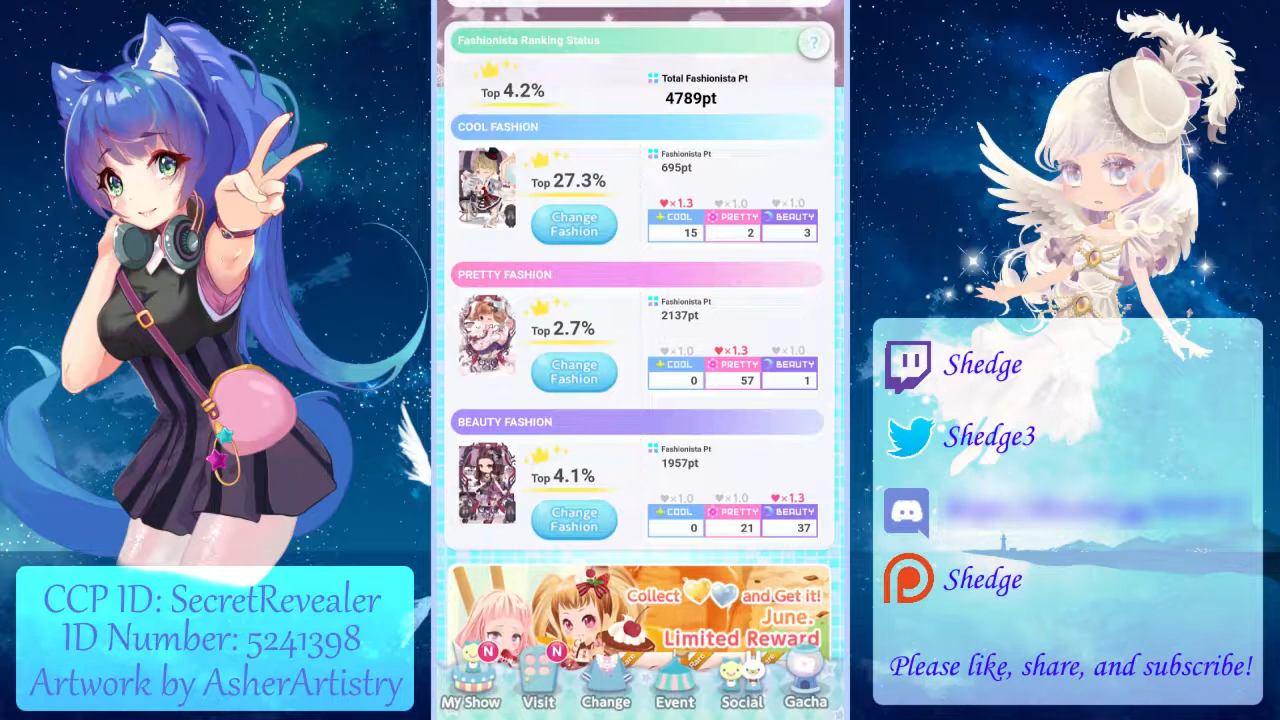 Fashionista Ranking Status
?
Top 4.2%
Total Fashionista Pt
4789pt
COOL FASHION
Top 27.3%
Change
Fashion
Fashionista Pt
695pt
♥×1.3 ♥×1.0 ♥×1.0
COOL PRETTY BEAUTY
15 2 3
PRETTY FASHION
Top 2.7%
Change
Fashion
Fashionista Pt
2137pt
♥×1.0 ♥×1.3 ♥×1.0
COOL PRETTY BEAUTY
0 57 1
BEAUTY FASHION
Top 4.1%
Change
Fashion
Fashionista Pt
1957pt
♥×1.0 ♥×1.0 ♥×1.3
COOL PRETTY BEAUTY
0 21 37
Collect and Get it!
June.
Limited Reward
N N
My Show Visit Change Event Social Gacha
CCP ID: SecretRevealer
ID Number: 5241398
Artwork by AsherArtistry
Shedge
Shedge3
Shedge
Please like, share, and subscribe!